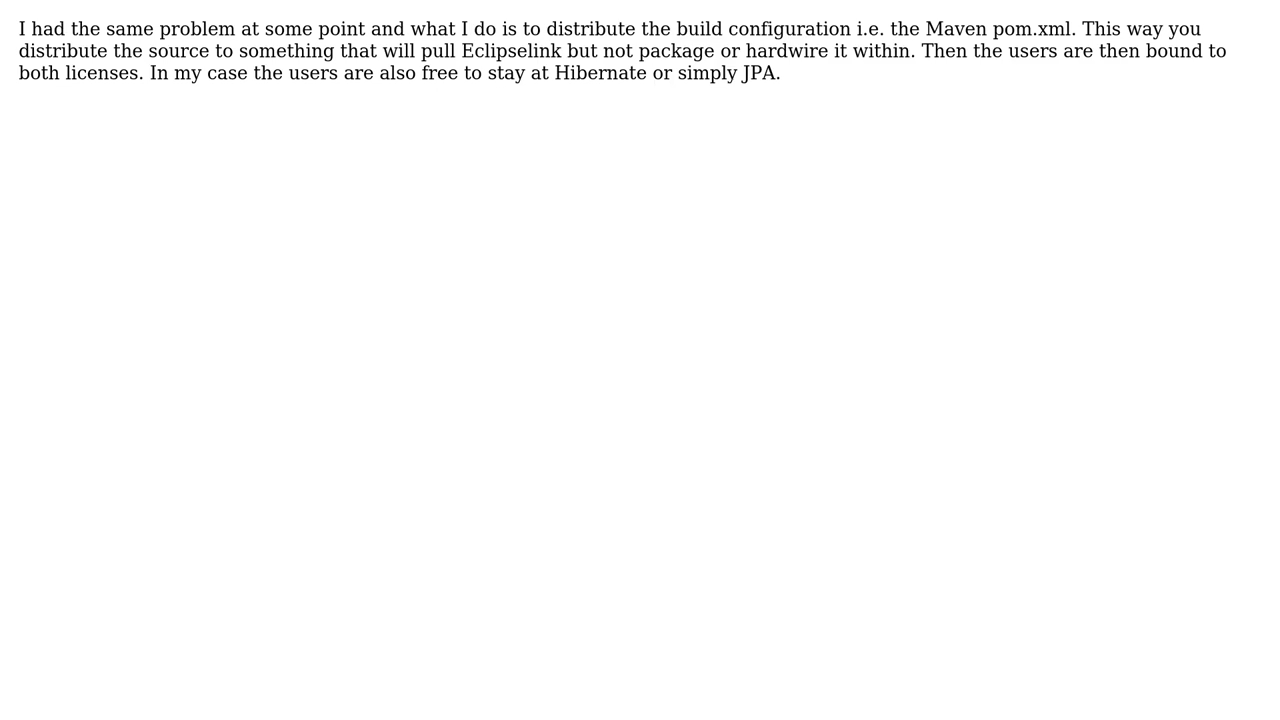 I had the same problem at some point and what I do is to distribute the build configuration i.e. the Maven pom.xml. This way you
distribute the source to something that will pull Eclipselink but not package or hardwire it within. Then the users are then bound to
both licenses. In my case the users are also free to stay at Hibernate or simply JPA.